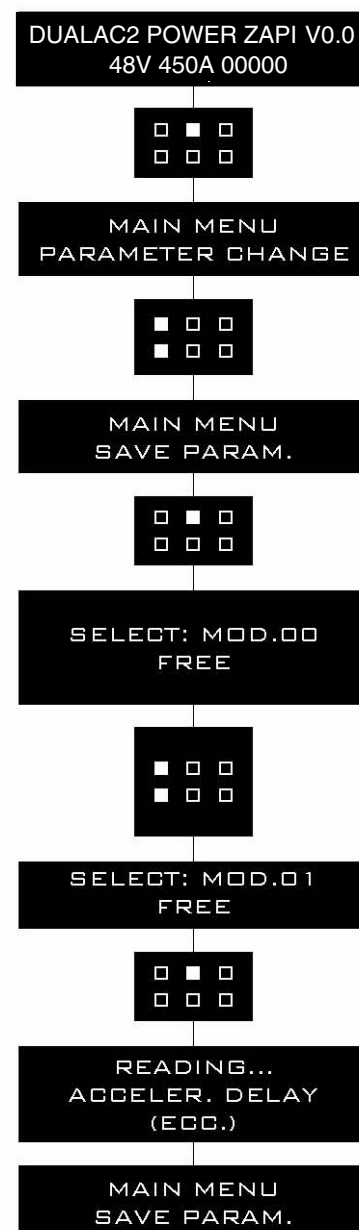 DUALAC2 POWER ZAPI V0.0
48V 450A 00000
MAIN MENU
PARAMETER CHANGE
MAIN MENU
SAVE PARAM.
SELECT: MOD.00
FREE
SELECT: MOD.01
FREE
READING...
ACCELER. DELAY
(ECC.)
MAIN MENU
SAVE PARAM.